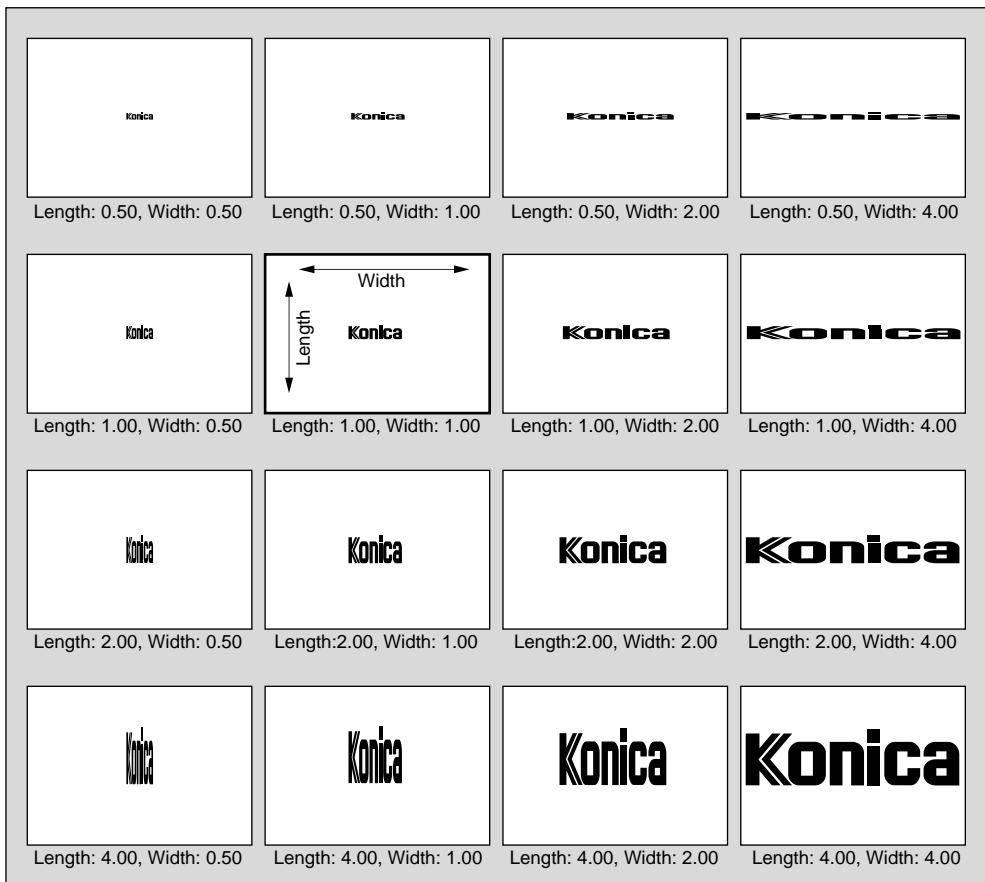 Konica Konica Konica Konica
Length: 0.50, Width: 0.50 Length: 0.50, Width: 1.00 Length: 0.50, Width: 2.00 Length: 0.50, Width: 4.00
Width
Length
Konica Konica Konica Konica
Length: 1.00, Width: 0.50 Length: 1.00, Width: 1.00 Length: 1.00, Width: 2.00 Length: 1.00, Width: 4.00
Konica Konica Konica Konica
Length: 2.00, Width: 0.50 Length:2.00, Width: 1.00 Length:2.00, Width: 2.00 Length: 2.00, Width: 4.00
Konica Konica Konica Konica
Length: 4.00, Width: 0.50 Length: 4.00, Width: 1.00 Length: 4.00, Width: 2.00 Length: 4.00, Width: 4.00